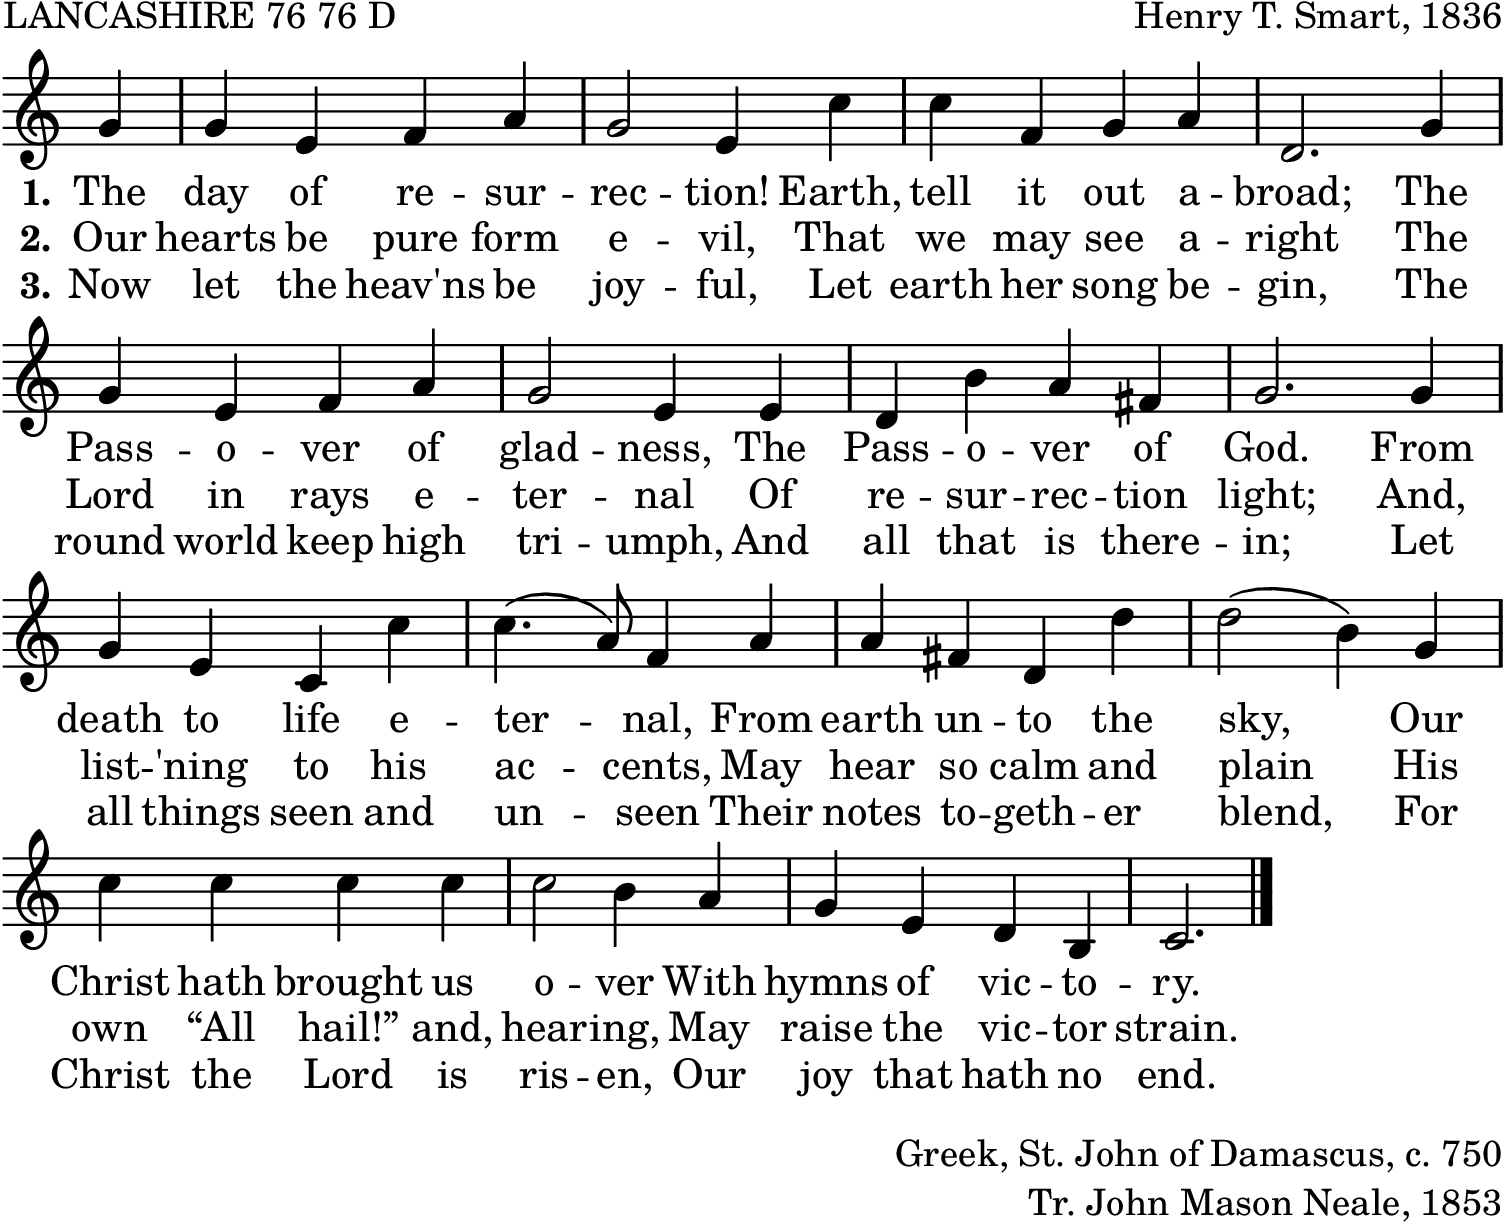 LANCASHIRE 76 76 D
Henry T. Smart, 1836
1. The day of re - sur - rec - tion! Earth, tell it out a - broad; The
2. Our hearts be pure form e - vil, That we may see a - right The
3. Now let the heav'ns be joy - ful, Let earth her song be - gin, The
Pass - o - ver of glad - ness, The Pass - o - ver of God. From
Lord in rays e - ter - nal Of re - sur - rec - tion light; And,
round world keep high tri - umph, And all that is there - in; Let
death to life e - ter - nal, From earth un - to the sky, Our
list - 'ning to his ac - cents, May hear so calm and plain His
all things seen and un - seen Their notes to - geth - er blend, For
Christ hath brought us o - ver With hymns of vic - to - ry.
own “All hail!” and, hear - ing, May raise the vic - tor strain.
Christ the Lord is ris - en, Our joy that hath no end.
Greek, St. John of Damascus, c. 750
Tr. John Mason Neale, 1853